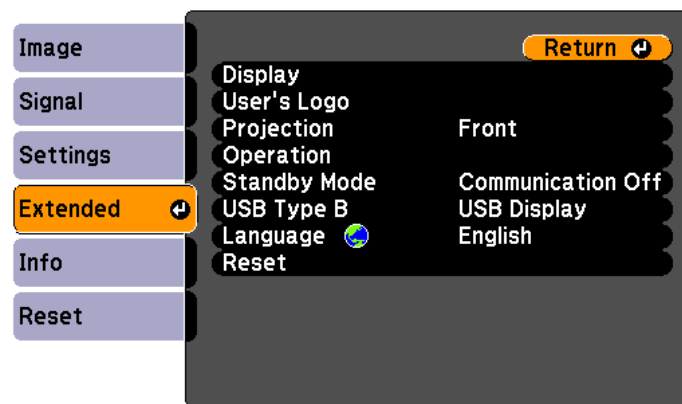 Image
Signal
Settings
Extended
Info
Reset
Return
Display
User's Logo
Projection Front
Operation
Standby Mode Communication Off
USB Type B USB Display
Language English
Reset